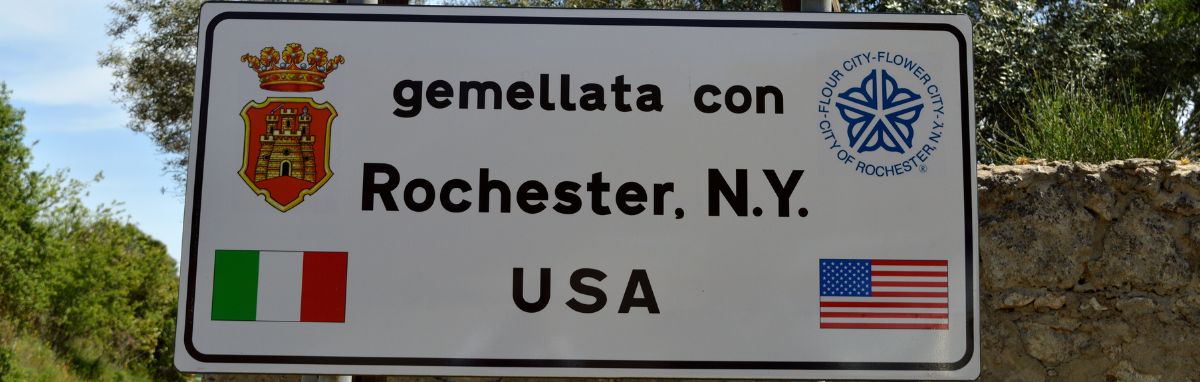 gemellata con
Rochester, N.Y.
USA
FLOUR CITY-FLOWER CITY-
-CITY OF ROCHESTER, N.Y.-
®